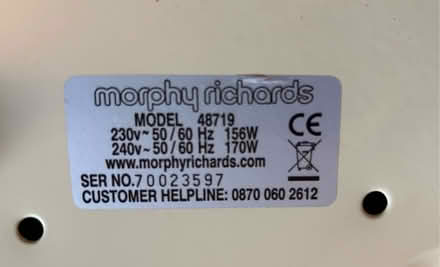 morphy richards
MODEL 48719
230v~ 50/60 Hz 156W
240v~ 50/60 Hz 170W
www.morphyrichards.com
SER NO.70023597
CUSTOMER HELPLINE: 0870 060 2612
CE